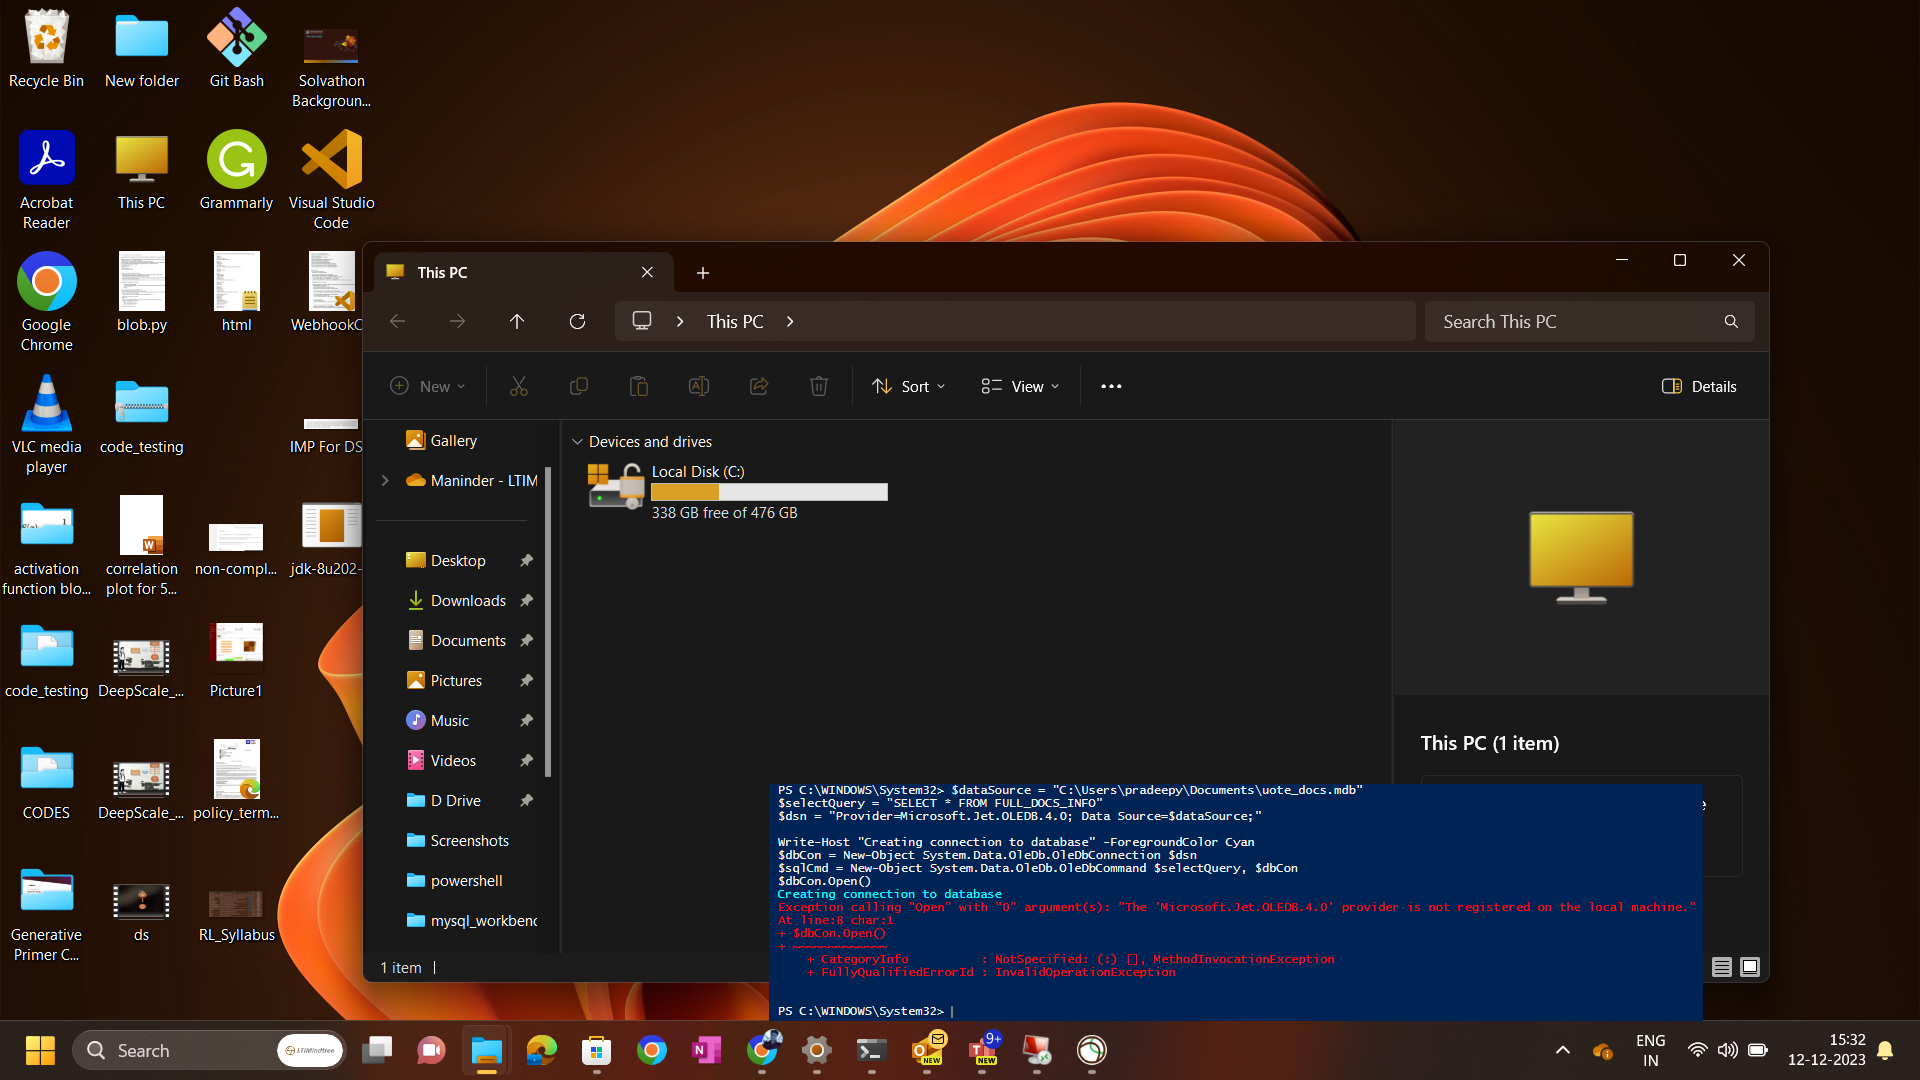 Recycle Bin
New folder
Git Bash
Solvathon
Backgroun...
Acrobat
Reader
This PC
Grammarly
Visual Studio
Code
Google
Chrome
blob.py
html
WebhookC
VLC media
player
code_testing
IMP For DS
activation
function blo...
correlation
plot for 5...
non-compl...
jdk-8u202-
code_testing
DeepScale_...
Picture1
CODES
DeepScale_...
policy_term...
Generative
Primer C...
ds
RL_Syllabus
This PC
This PC
Search This PC
New
Sort
View
Details
Gallery
Maninder - LTIM
Desktop
Downloads
Documents
Pictures
Music
Videos
D Drive
Screenshots
powershell
mysql_workbenc
Devices and drives
Local Disk (C:)
338 GB free of 476 GB
This PC (1 item)
1 item
PS C:\WINDOWS\System32> $dataSource = "C:\Users\pradeepy\Documents\uote_docs.mdb"
$selectQuery = "SELECT * FROM FULL_DOCS_INFO"
$dsn = "Provider=Microsoft.Jet.OLEDB.4.0; Data Source=$dataSource;"
Write-Host "Creating connection to database" -ForegroundColor Cyan
$dbCon = New-Object System.Data.OleDb.OleDbConnection $dsn
$sqlCmd = New-Object System.Data.OleDb.OleDbCommand $selectQuery, $dbCon
$dbCon.Open()
Creating connection to database
Exception calling "Open" with "0" argument(s): "The 'Microsoft.Jet.OLEDB.4.0' provider is not registered on the local machine."
At line:8 char:1
+ $dbCon.Open()
+ ~~~~~~~~~~~~~
+ CategoryInfo : NotSpecified: (:) [], MethodInvocationException
+ FullyQualifiedErrorId : InvalidOperationException
PS C:\WINDOWS\System32>
Search
LTIMindtree
NEW
9+
NEW
ENG
IN
15:32
12-12-2023